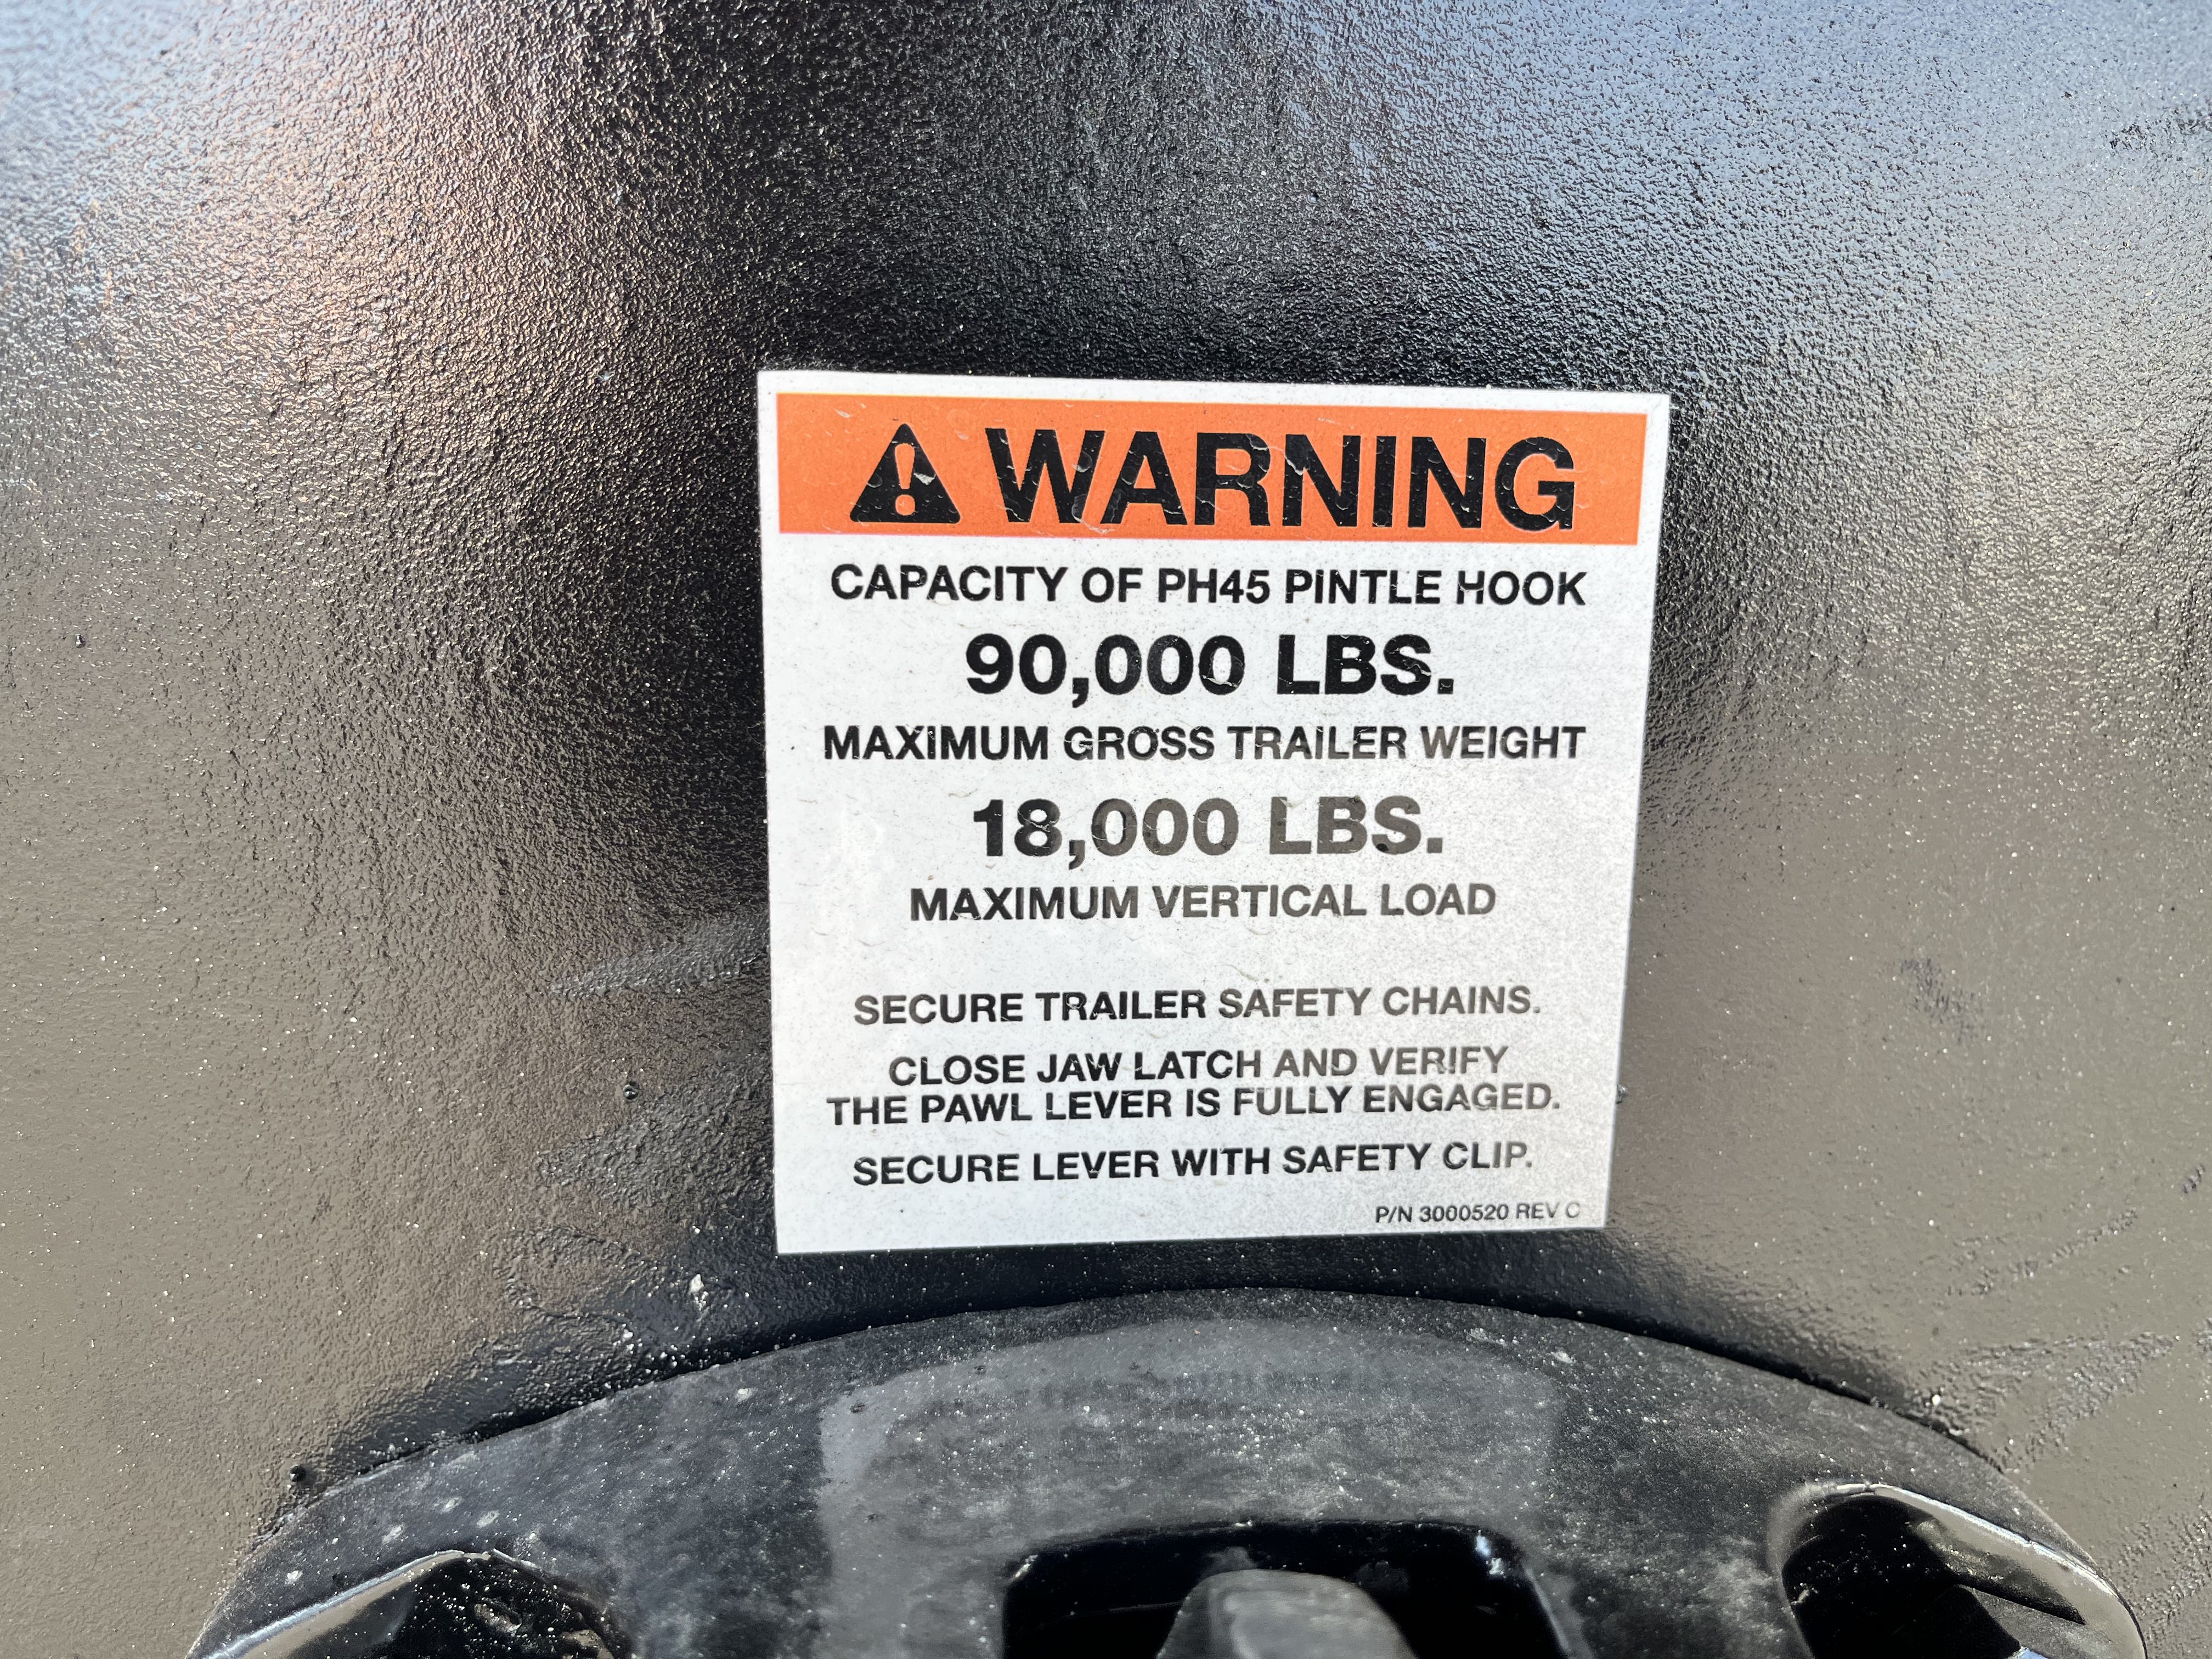 WARNING
CAPACITY OF PH45 PINTLE HOOK
90,000 LBS.
MAXIMUM GROSS TRAILER WEIGHT
18,000 LBS.
MAXIMUM VERTICAL LOAD
SECURE TRAILER SAFETY CHAINS.
CLOSE JAW LATCH AND VERIFY
THE PAWL LEVER IS FULLY ENGAGED.
SECURE LEVER WITH SAFETY CLIP.
P/N 3000520 REV C